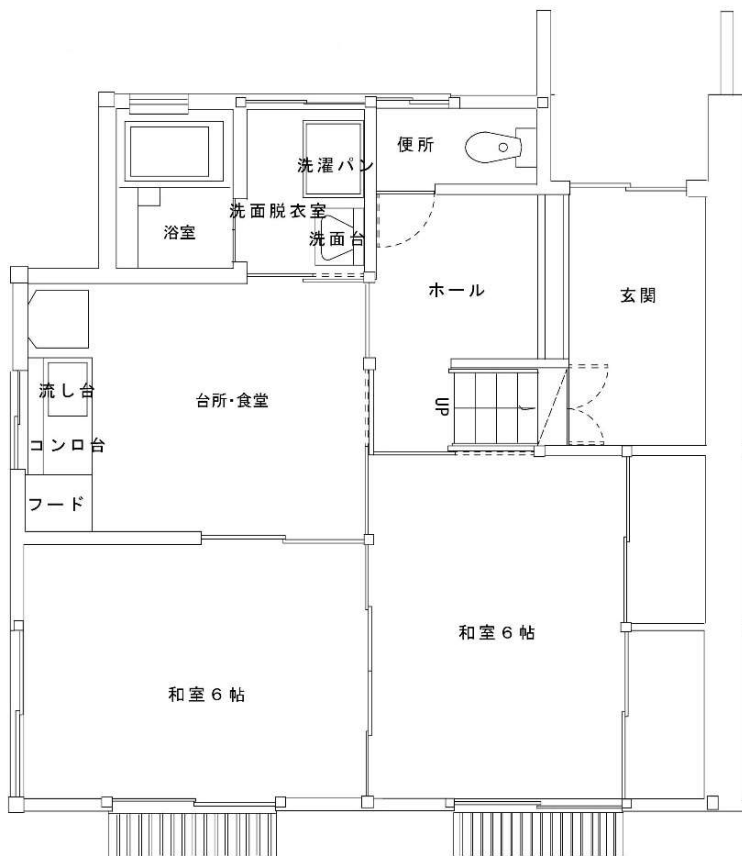 便所
洗濯パン
洗面脱衣室
浴室
洗面台
ホール
玄関
流し台
台所・食堂
UP
コンロ台
フード
和室６帖
和室６帖